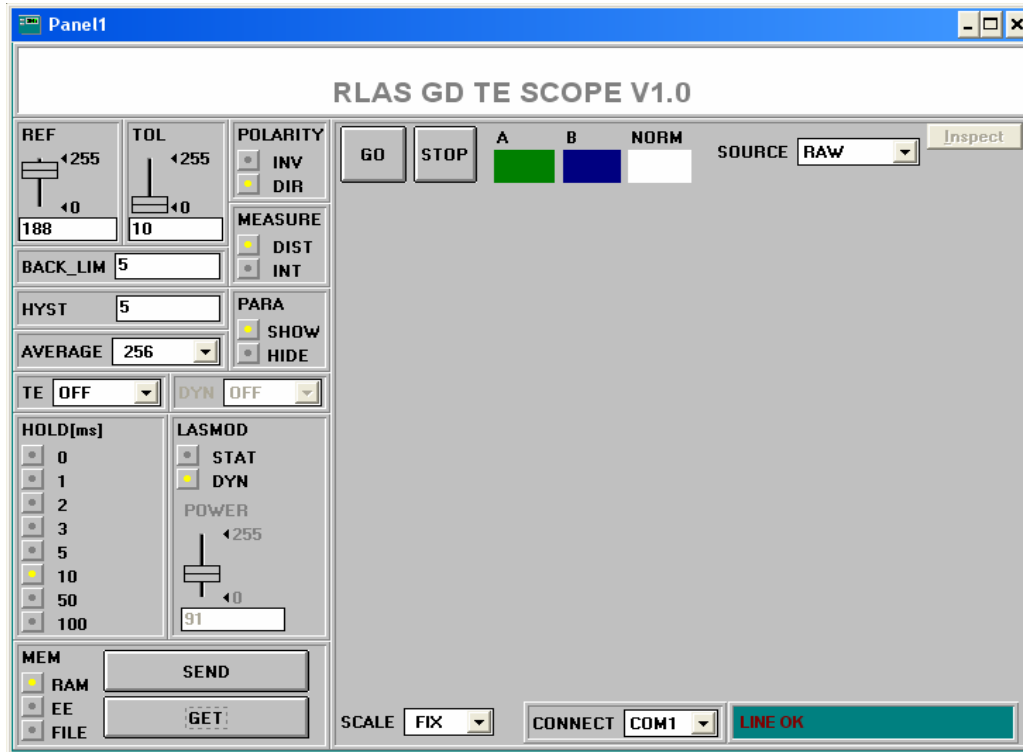 Panel1
RLAS GD TE SCOPE V1.0
REF
255
0
188
TOL
255
0
10
POLARITY
INV
DIR
MEASURE
DIST
INT
BACK_LIM 5
HYST 5
AVERAGE 256
PARA
SHOW
HIDE
TE OFF
DYN OFF
HOLD[ms]
0
1
2
3
5
10
50
100
LASMOD
STAT
DYN
POWER
255
0
91
MEM
RAM
EE
FILE
SEND
GET
GO STOP A B NORM SOURCE RAW Inspect
SCALE FIX CONNECT COM1 LINE OK